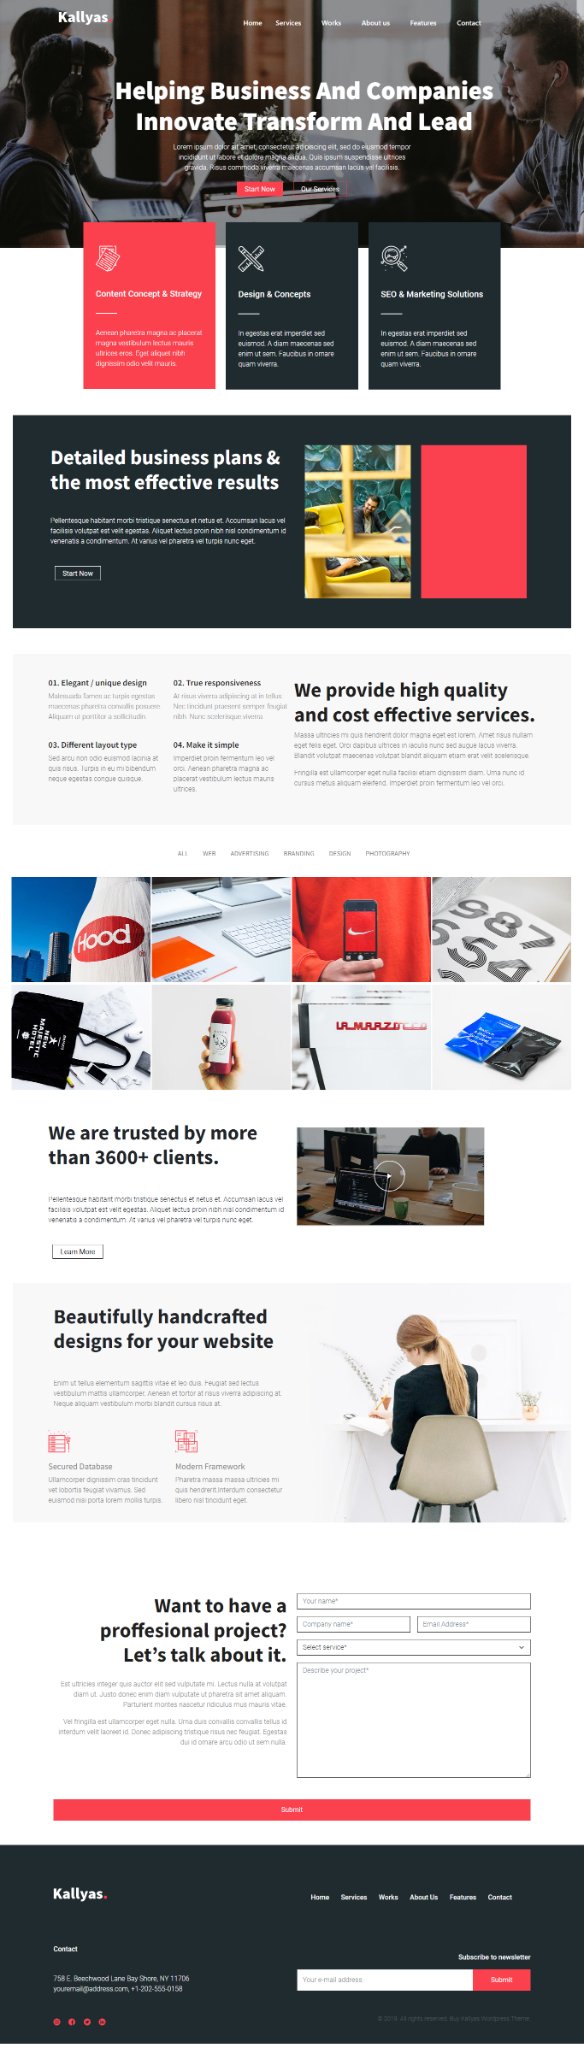 Kallyas.
Home Services Works About us Features Contact
Helping Business And Companies
Innovate Transform And Lead
Lorem ipsum dolor sit amet, consectetur adipiscing elit, sed do eiusmod tempor
incididunt ut labore et dolore magna aliqua. Quis ipsum suspendisse ultrices
gravida. Risus commodo viverra maecenas accumsan lacus vel facilisis.
Start Now Our Services
Content Concept & Strategy
Aenean pharetra magna ac placerat
magna vestibulum lectus mauris
ultrices eros. Eget aliquet nibh
dignissim odio velit mauris.
Design & Concepts
In egestas erat imperdiet sed
euismod. A diam maecenas sed
enim ut sem. Faucibus in ornare
quam viverra.
SEO & Marketing Solutions
In egestas erat imperdiet sed
euismod. A diam maecenas sed
enim ut sem. Faucibus in ornare
quam viverra.
Detailed business plans &
the most effective results
Pellentesque habitant morbi tristique senectus et netus et. Accumsan lacus vel
facilisis volutpat est velit egestas. Aliquet lectus proin nibh nisl condimentum id
venenatis a condimentum. At varius vel pharetra vel turpis nunc eget.
Start Now
01. Elegant / unique design
Malesuada fames ac turpis egestas
maecenas pharetra convallis posuere.
Aliquam ut porttitor a sollicitudin.
02. True responsiveness
At risus viverra adipiscing at in tellus.
Nec tincidunt praesent semper feugiat
nibh. Nunc scelerisque viverra
03. Different layout type
Sed arcu non odio euismod lacinia at
quis risus. Turpis in eu mi bibendum
neque egestas congue quisque.
04. Make it simple
Imperdiet proin fermentum leo vel
orci. Aenean pharetra magna ac
placerat vestibulum lectus mauris
ultrices.
We provide high quality
and cost effective services.
Massa ultricies mi quis hendrerit dolor magna eget est lorem. Amet risus nullam
eget felis eget. Orci dapibus ultrices in iaculis nunc sed augue lacus viverra.
Blandit volutpat maecenas volutpat blandit aliquam etiam erat velit scelerisque.
Fringilla est ullamcorper eget nulla facilisi etiam dignissim diam. Urna nunc id
cursus metus aliquam eleifend. Imperdiet proin fermentum leo vel orci.
ALL WEB ADVERTISING BRANDING DESIGN PHOTOGRAPHY
Hood
BRAND
IDENTITY
987
654
NEW
MAJESTIC
HOTEL
We are trusted by more
than 3600+ clients.
Pellentesque habitant morbi tristique senectus et netus et. Accumsan lacus vel
facilisis volutpat est velit egestas. Aliquet lectus proin nibh nisl condimentum id
venenatis a condimentum. At varius vel pharetra vel turpis nunc eget.
Learn More
Beautifully handcrafted
designs for your website
Enim ut tellus elementum sagittis vitae et leo duis. Feugiat sed lectus
vestibulum mattis ullamcorper. Aenean et tortor at risus viverra adipiscing at.
Neque aliquam vestibulum morbi blandit cursus risus at.
Secured Database
Ullamcorper dignissim cras tincidunt
vet lobortis feugiat vivamus. Sed
euismod nisi porta lorem mollis turpis.
Modern Framework
Pharetra massa massa ultricies mi
quis hendrerit.Interdum consectetur
libero nisl tincidunt eget.
Want to have a
proffesional project?
Let's talk about it.
Est ultricies integer quis auctor elit sed vulputate mi. Lectus nulla at volutpat
diam ut. Justo donec enim diam vulputate ut pharetra sit amet aliquam.
Parturient montes nascetur ridiculus mus mauris vitae.
Vel fringilla est ullamcorper eget nulla. Urna duis convallis convallis tellus id
interdum velit laoreet id. Donec adipiscing tristique risus nec feugiat. Egestas
dui id ornare arcu odio ut sem nulla.
Your name*
Company name* Email Address*
Select service*
Describe your project*
Submit
Kallyas.
Home Services Works About Us Features Contact
Contact
758 E. Beechwood Lane Bay Shore, NY 11706
youremail@address.com, +1-202-555-0158
Subscribe to newsletter
Your e-mail address Submit
© 2019. All rights reserved. Buy Kallyas Wordpress Theme.